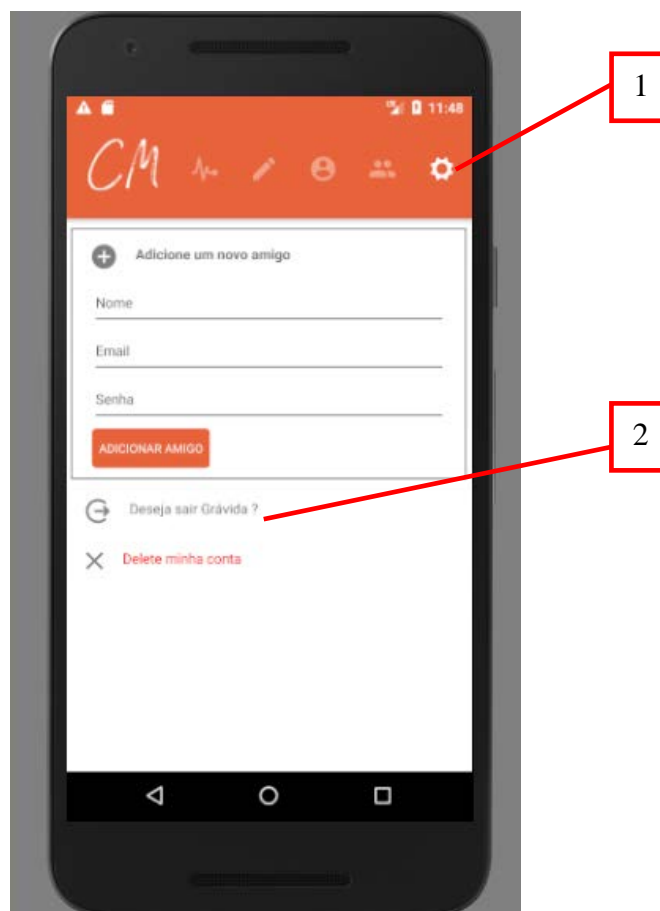 11:48
CM
Adicione um novo amigo
Nome
Email
Senha
ADICIONAR AMIGO
Deseja sair Grávida ?
Delete minha conta
1
2